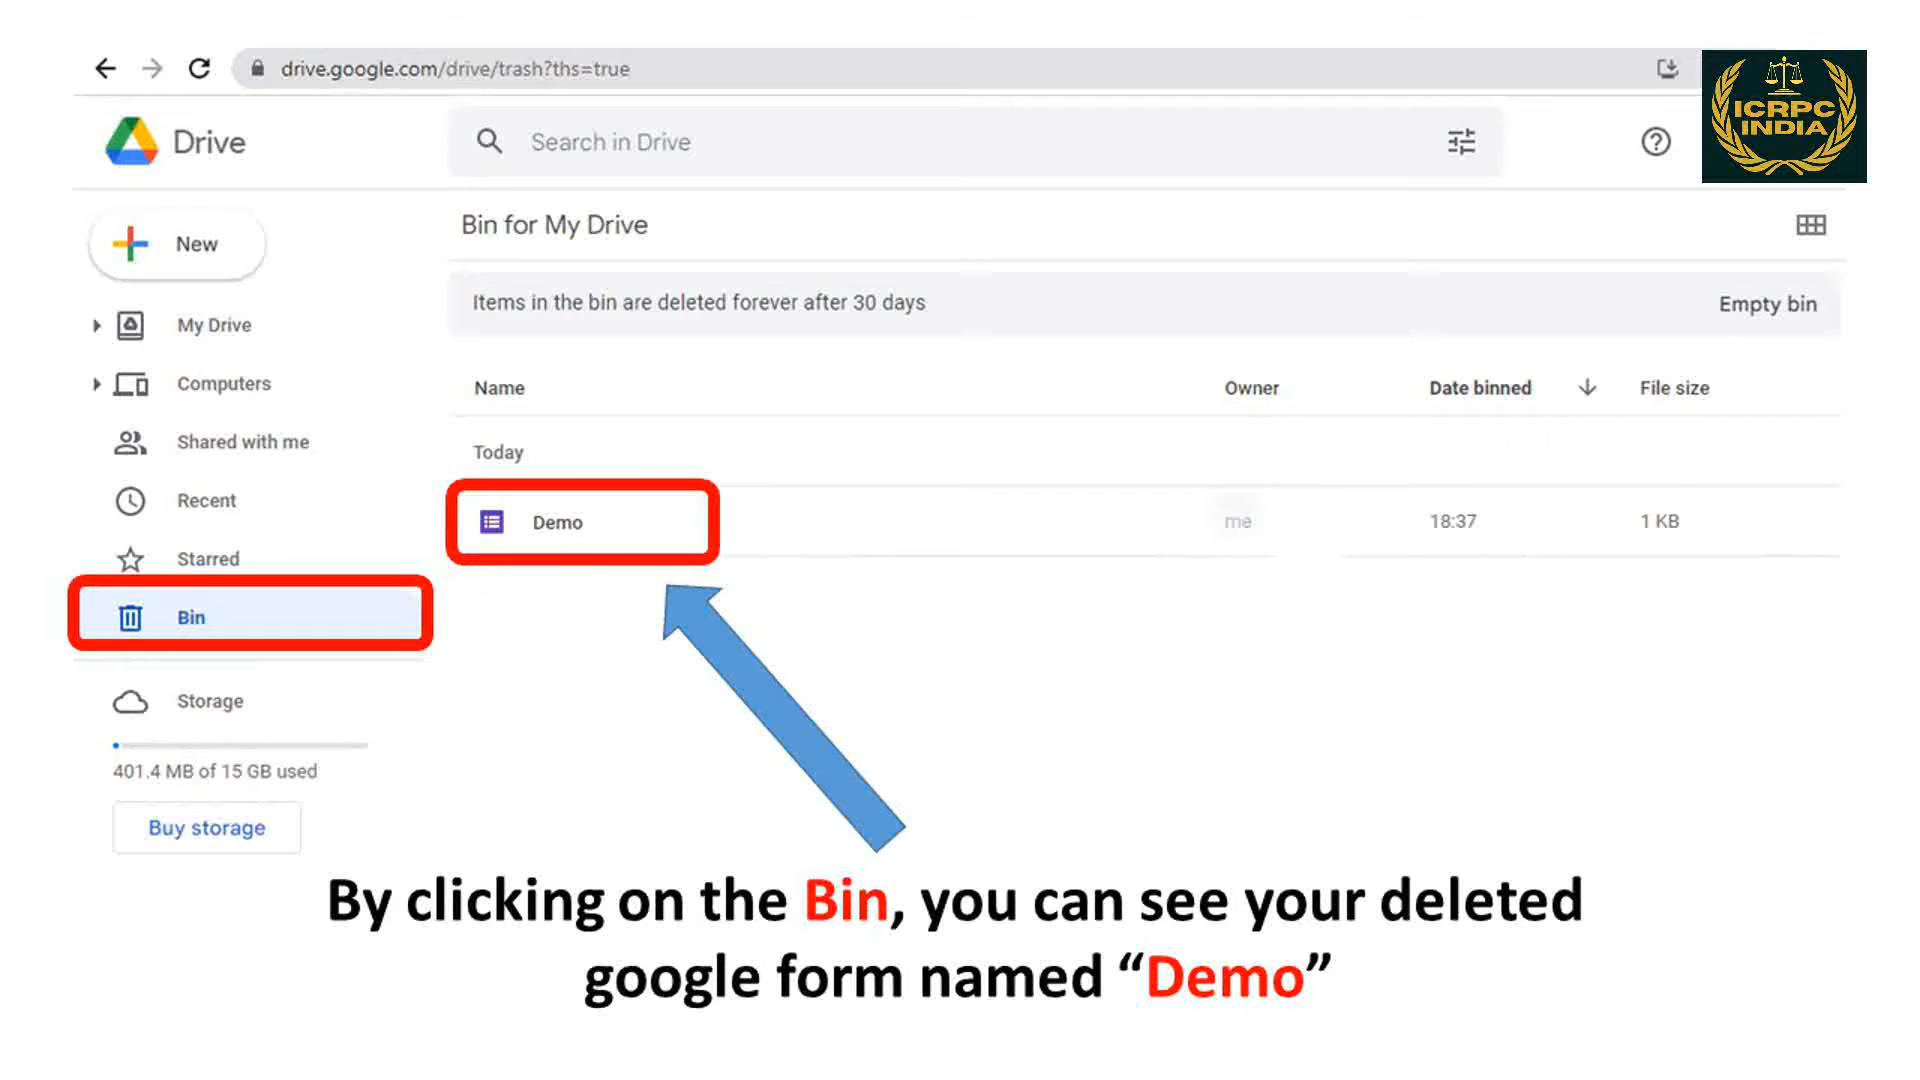 drive.google.com/drive/trash?ths=true
ICRPC
INDIA
Drive
Search in Drive
New
Bin for My Drive
Items in the bin are deleted forever after 30 days
Empty bin
My Drive
Computers
Shared with me
Recent
Starred
Bin
Storage
401.4 MB of 15 GB used
Buy storage
Name Owner Date binned File size
Today
Demo me 18:37 1 KB
By clicking on the Bin, you can see your deleted
google form named “Demo”